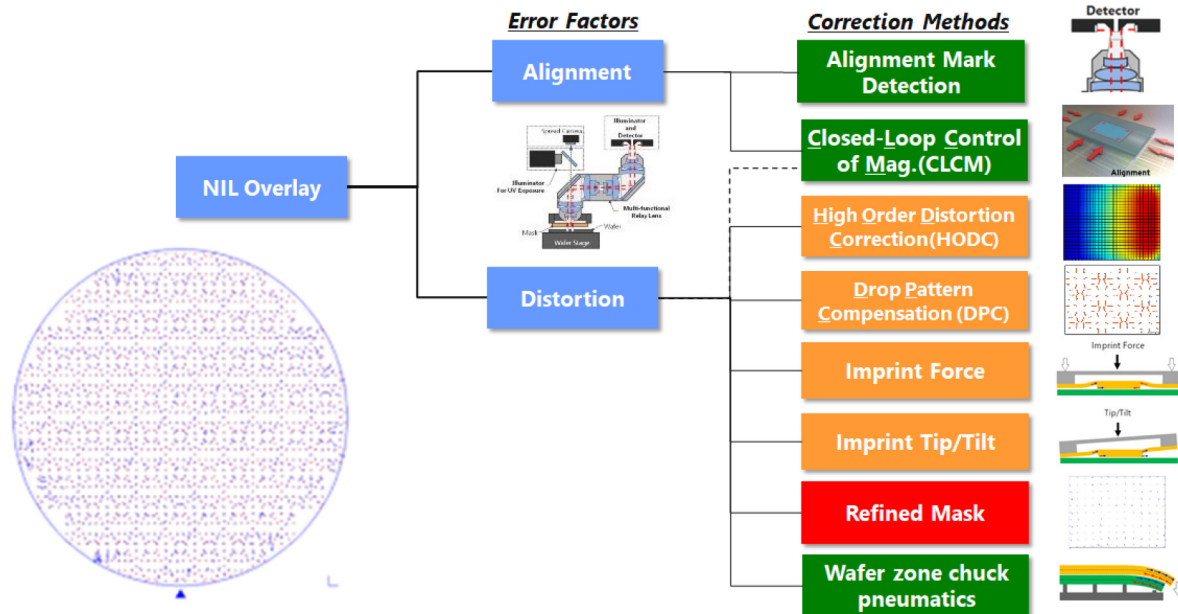 Error Factors
Correction Methods
Detector
Alignment
Alignment Mark
Detection
Spread Camera
Illuminator
and
Detector
Illuminator
For UV Exposure
Multi-functional
Relay Lens
Mask
Wafer
Wafer Stage
Closed-Loop Control
of Mag.(CLCM)
Alignment
NIL Overlay
High Order Distortion
Correction(HODC)
Distortion
Drop Pattern
Compensation (DPC)
Imprint Force
Imprint Force
Imprint Tip/Tilt
Tip/Tilt
Refined Mask
Wafer zone chuck
pneumatics